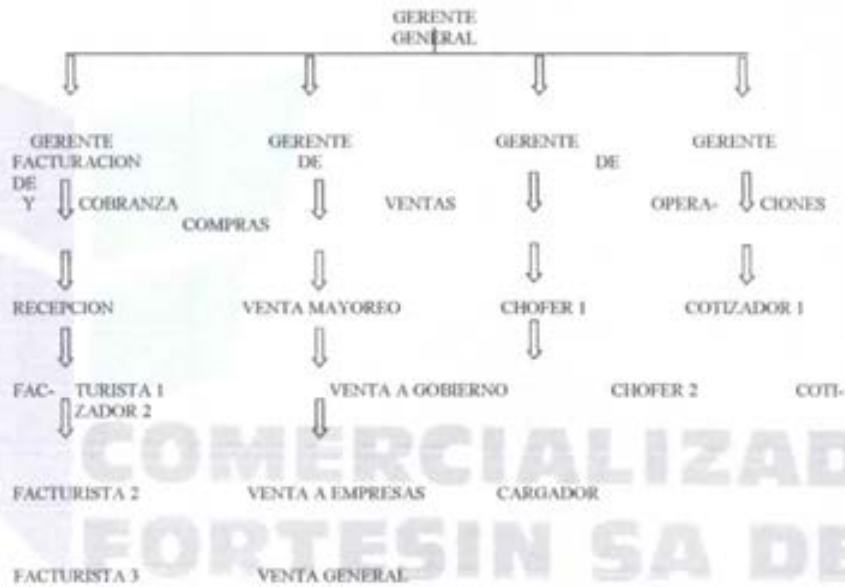 GERENTE
GENERAL
GERENTE GERENTE GERENTE GERENTE
FACTURACION DE DE
DE
Y COBRANZA VENTAS OPERA- CIONES
COMPRAS
RECEPCION VENTA MAYOREO CHOFER 1 COTIZADOR 1
FAC- TURISTA 1 VENTA A GOBIERNO CHOFER 2 COTI-
ZADOR 2
COMERCIALIZAD
FACTURISTA 2 VENTA A EMPRESAS CARGADOR
FORTESIN SA DE
FACTURISTA 3 VENTA GENERAL